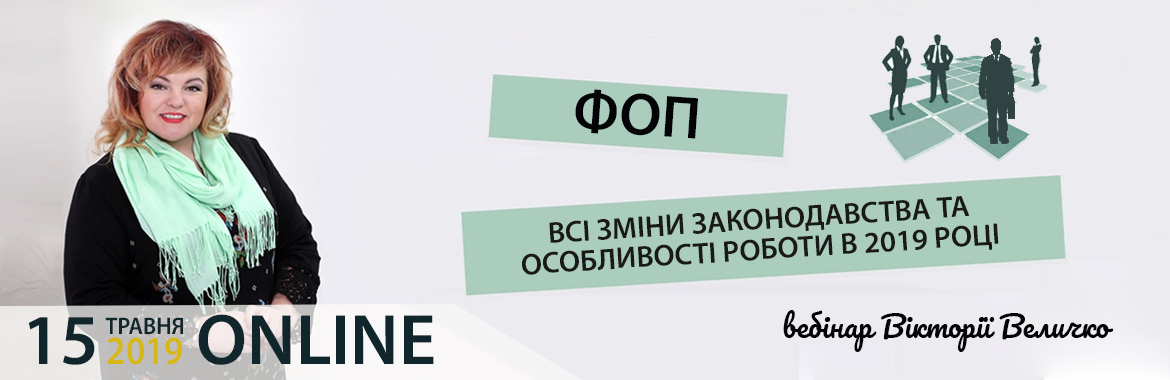 ФОП
ВСІ ЗМІНИ ЗАКОНОДАВСТВА ТА
ОСОБЛИВОСТІ РОБОТИ В 2019 РОЦІ
15 ТРАВНЯ 2019 ONLINE
вебінар Вікторії Величко